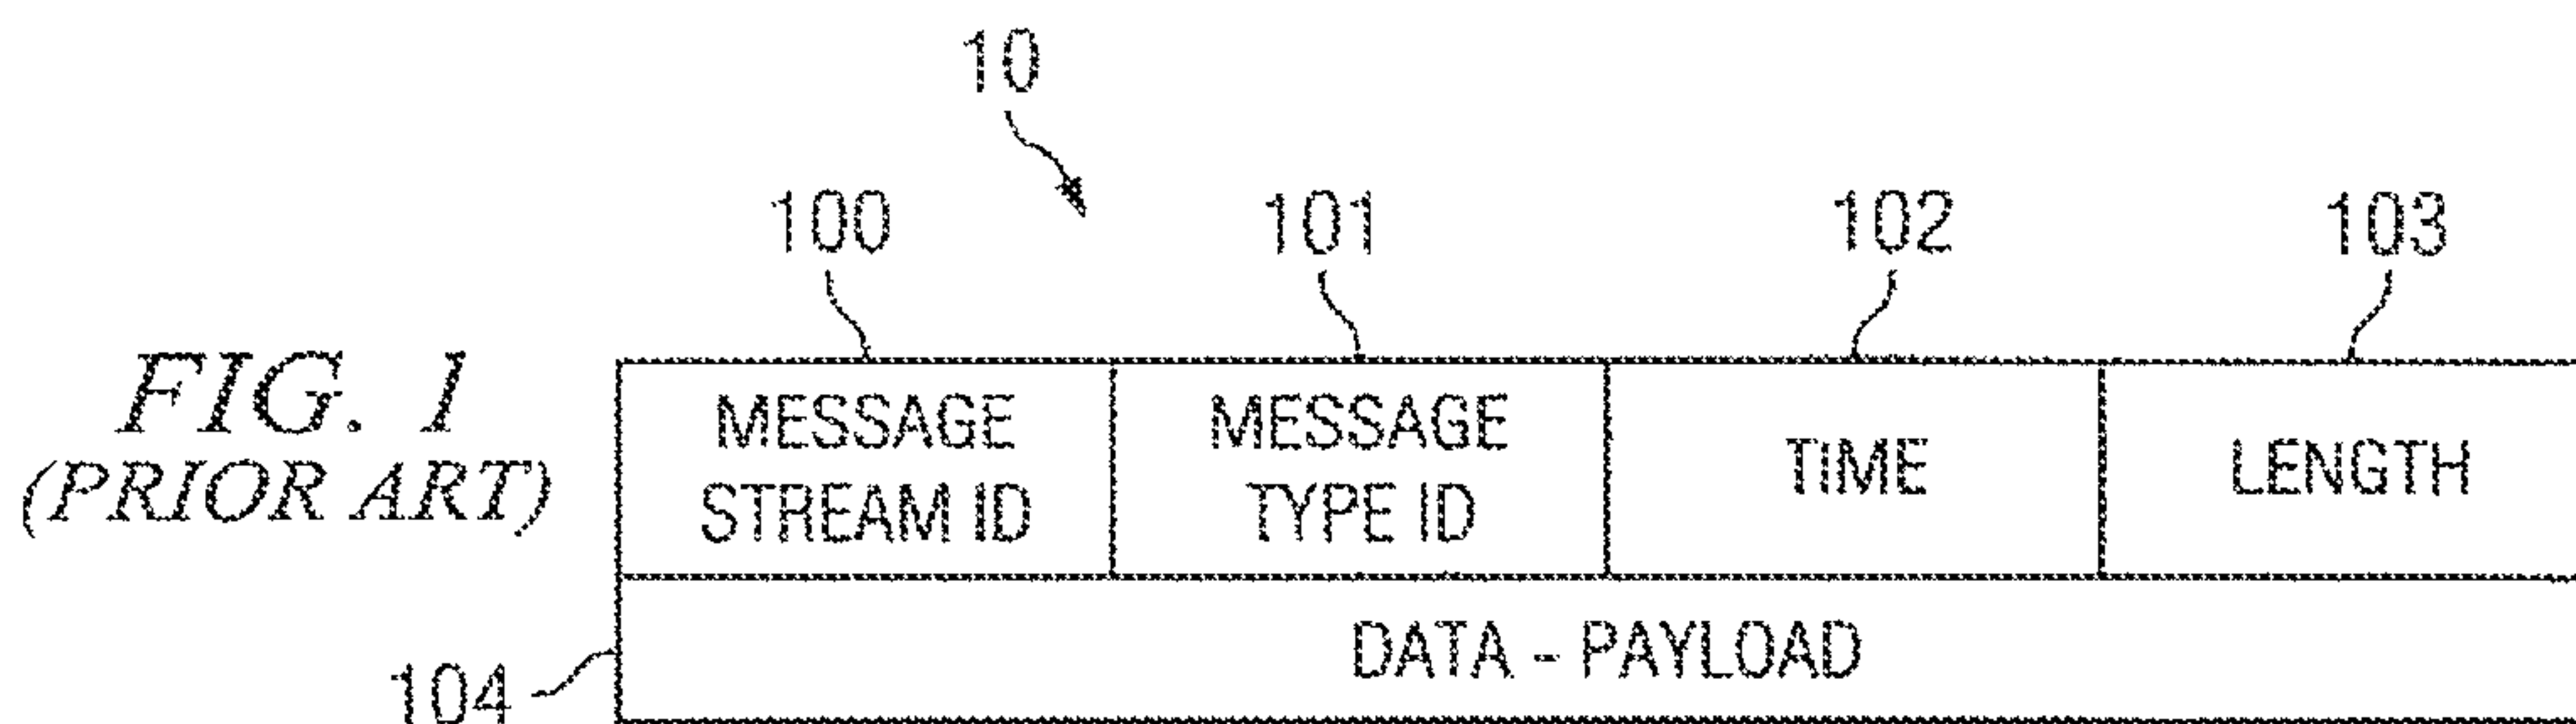 10
100
101
102
103
FIG. 1
(PRIOR ART)
MESSAGE
STREAM ID
MESSAGE
TYPE ID
TIME
LENGTH
DATA - PAYLOAD
104